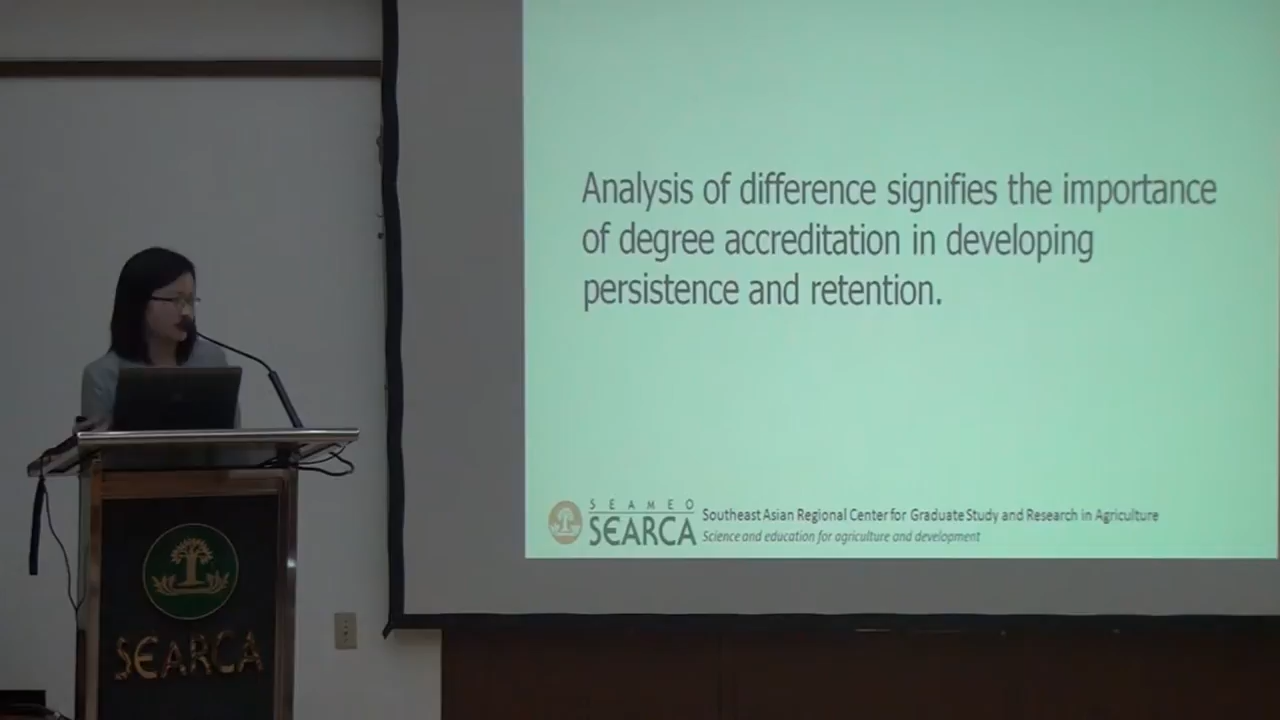 Analysis of difference signifies the importance
of degree accreditation in developing
persistence and retention.
SEAMEO
SEARCA
Southeast Asian Regional Center for Graduate Study and Research in Agriculture
Science and education for agriculture and development
SEARCA